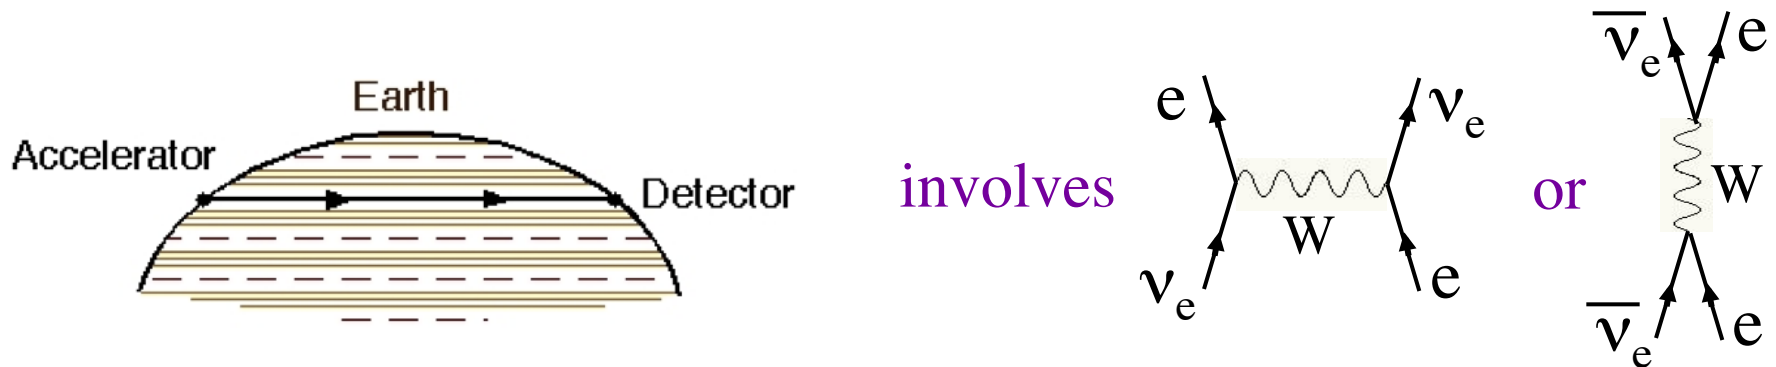 Earth
Accelerator
Detector
involves
e
νe
W
νe
e
or
ν̅e
e
W
ν̅e
e